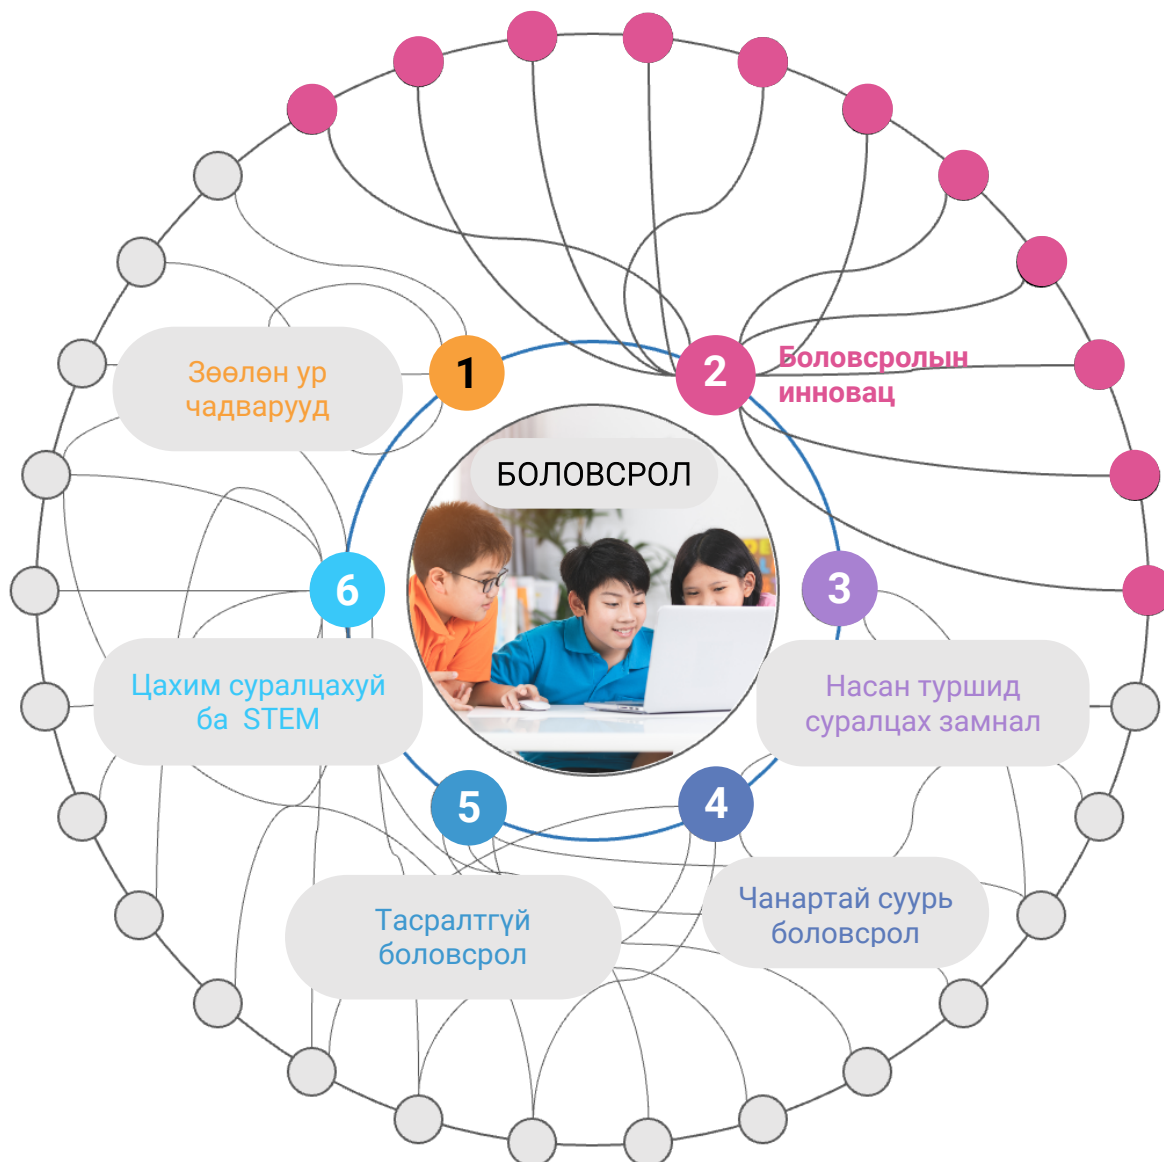 БОЛОВСРОЛ
1
Зөөлөн ур
чадварууд
2
Боловсролын
инновац
3
Насан туршид
суралцах замнал
4
Чанартай суурь
боловсрол
5
Тасралтгүй
боловсрол
6
Цахим суралцахуй
ба STEM